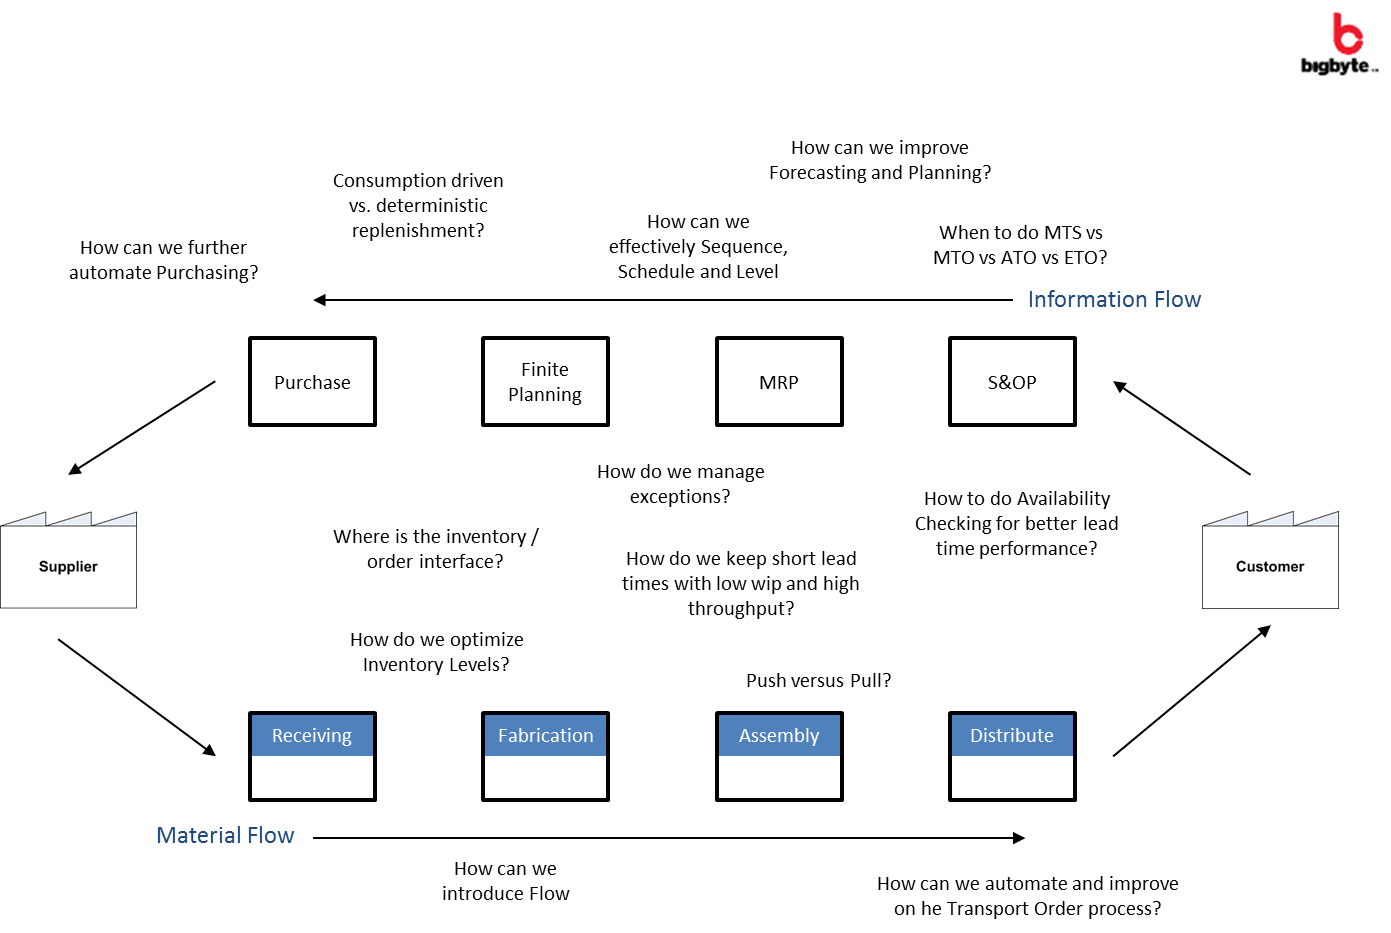 bigbyte
How can we improve
Forecasting and Planning?
Consumption driven
vs. deterministic
replenishment?
How can we
effectively Sequence,
Schedule and Level
When to do MTS vs
MTO vs ATO vs ETO?
How can we further
automate Purchasing?
Information Flow
Purchase
Finite
Planning
MRP
S&OP
How do we manage
exceptions?
How to do Availability
Checking for better lead
time performance?
Where is the inventory /
order interface?
How do we keep short lead
times with low wip and high
throughput?
Supplier
Customer
How do we optimize
Inventory Levels?
Push versus Pull?
Receiving
Fabrication
Assembly
Distribute
Material Flow
How can we
introduce Flow
How can we automate and improve
on he Transport Order process?